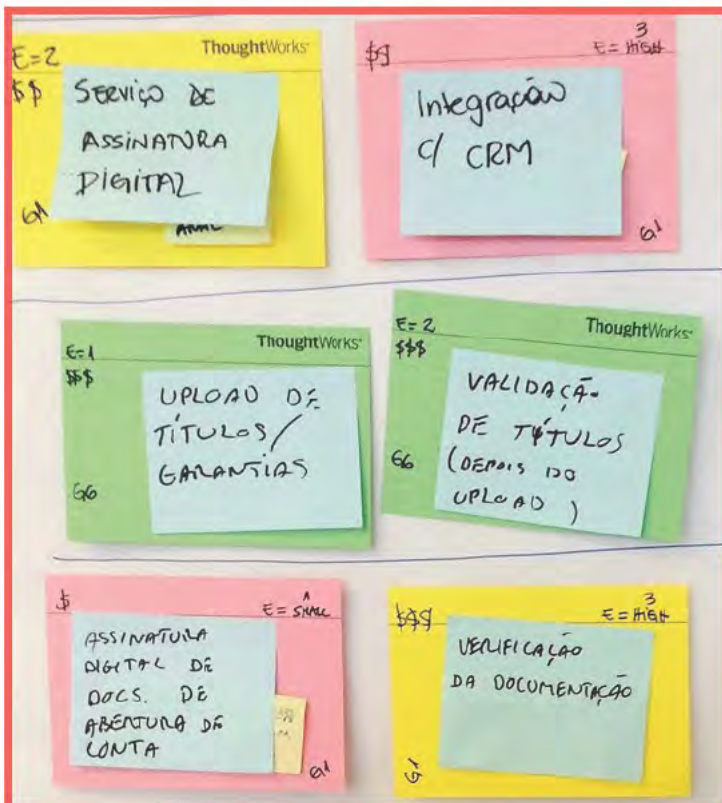 E=2
ThoughtWorks
$$
SERVIÇO DE
ASSINATURA
DIGITAL
G1
$$
3
E= HIGH
Integração
c/ CRM
G1
E=1
ThoughtWorks
$$$
UPLOAD DE
TÍTULOS/
GARANTIAS
G6
E= 2
ThoughtWorks
$$$
VALIDAÇÃO
DE TÍTULOS
(DEPOIS DO
UPLOAD)
G6
$
1
E= SMALL
ASSINATURA
DIGITAL DE
DOCS. DE
ABERTURA DE
CONTA
G1
$$$
3
E= HIGH
VERIFICAÇÃO
DA DOCUMENTAÇÃO
G1